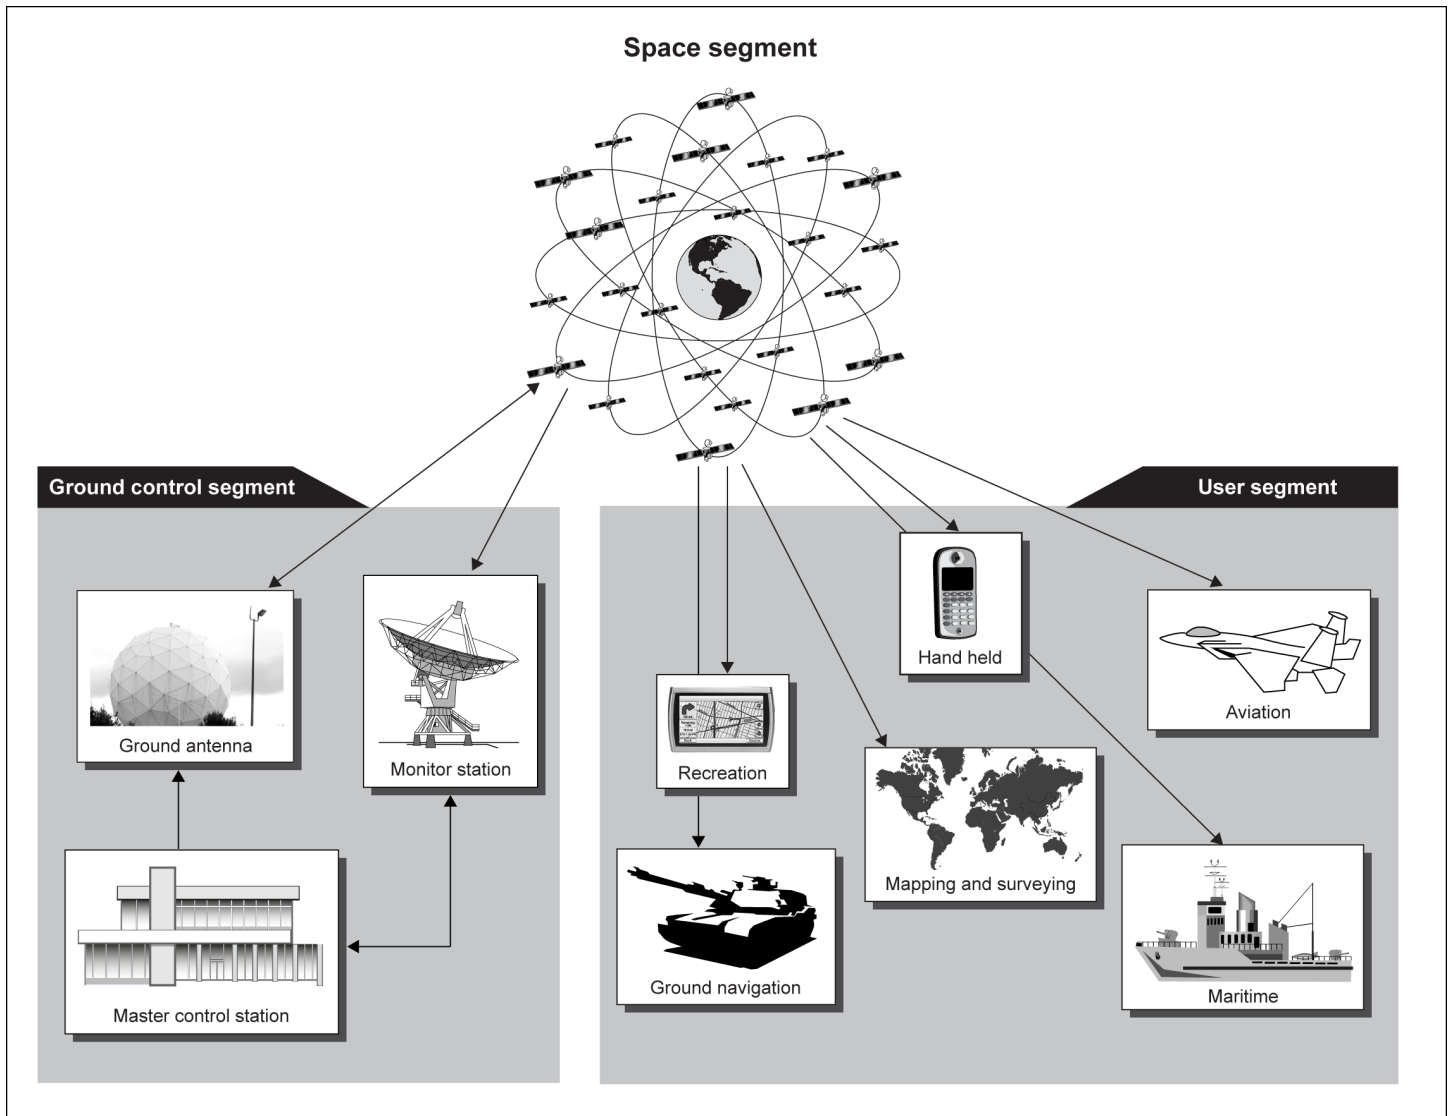 Space segment
Ground control segment
User segment
Ground antenna
Monitor station
Master control station
Recreation
Hand held
Aviation
Mapping and surveying
Ground navigation
Maritime